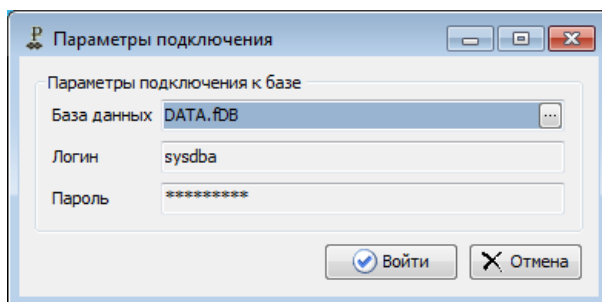 Параметры подключения
Параметры подключения к базе
База данных DATA.fDB ...
Логин sysdba
Пароль *********
Войти Отмена